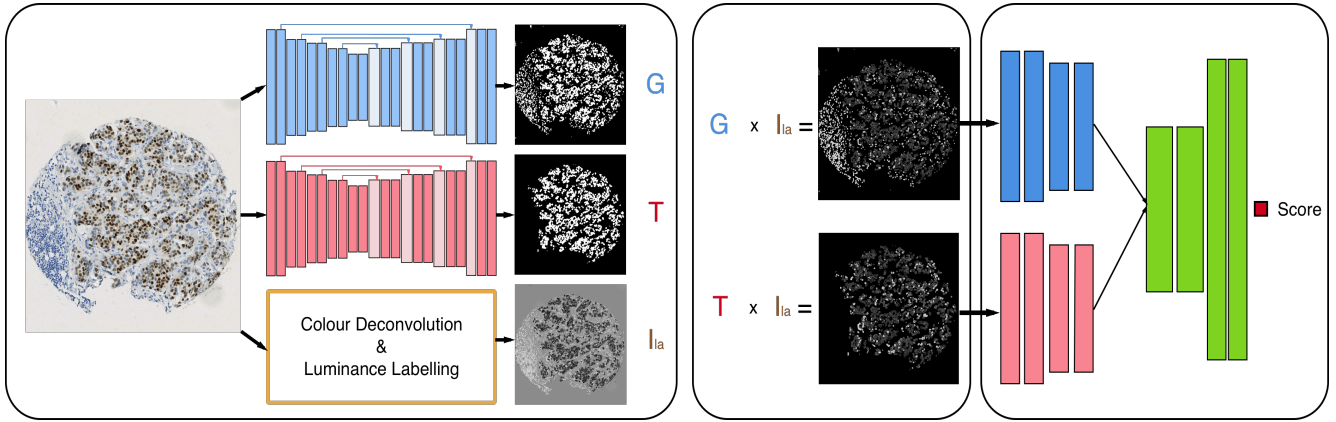 G
T
Colour Deconvolution
&
Luminance Labelling
Ila
G x Ila =
T x Ila =
Score